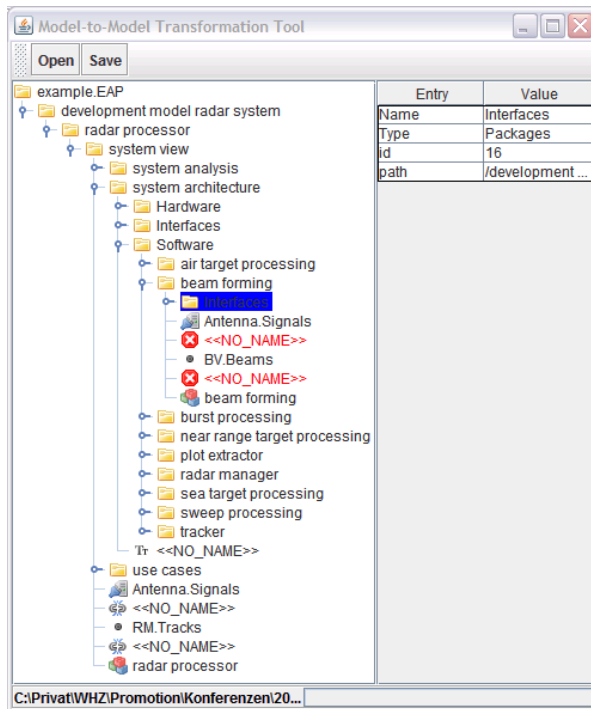 Model-to-Model Transformation Tool
Open Save
example.EAP
development model radar system
radar processor
system view
system analysis
system architecture
Hardware
Interfaces
Software
air target processing
beam forming
Interfaces
Antenna.Signals
<<NO_NAME>>
BV.Beams
<<NO_NAME>>
beam forming
burst processing
near range target processing
plot extractor
radar manager
sea target processing
sweep processing
tracker
Tr <<NO_NAME>>
use cases
Antenna.Signals
<<NO_NAME>>
RM.Tracks
<<NO_NAME>>
radar processor
Entry Value
Name Interfaces
Type Packages
id 16
path /development ...
C:\Privat\WHZ\Promotion\Konferenzen\20...